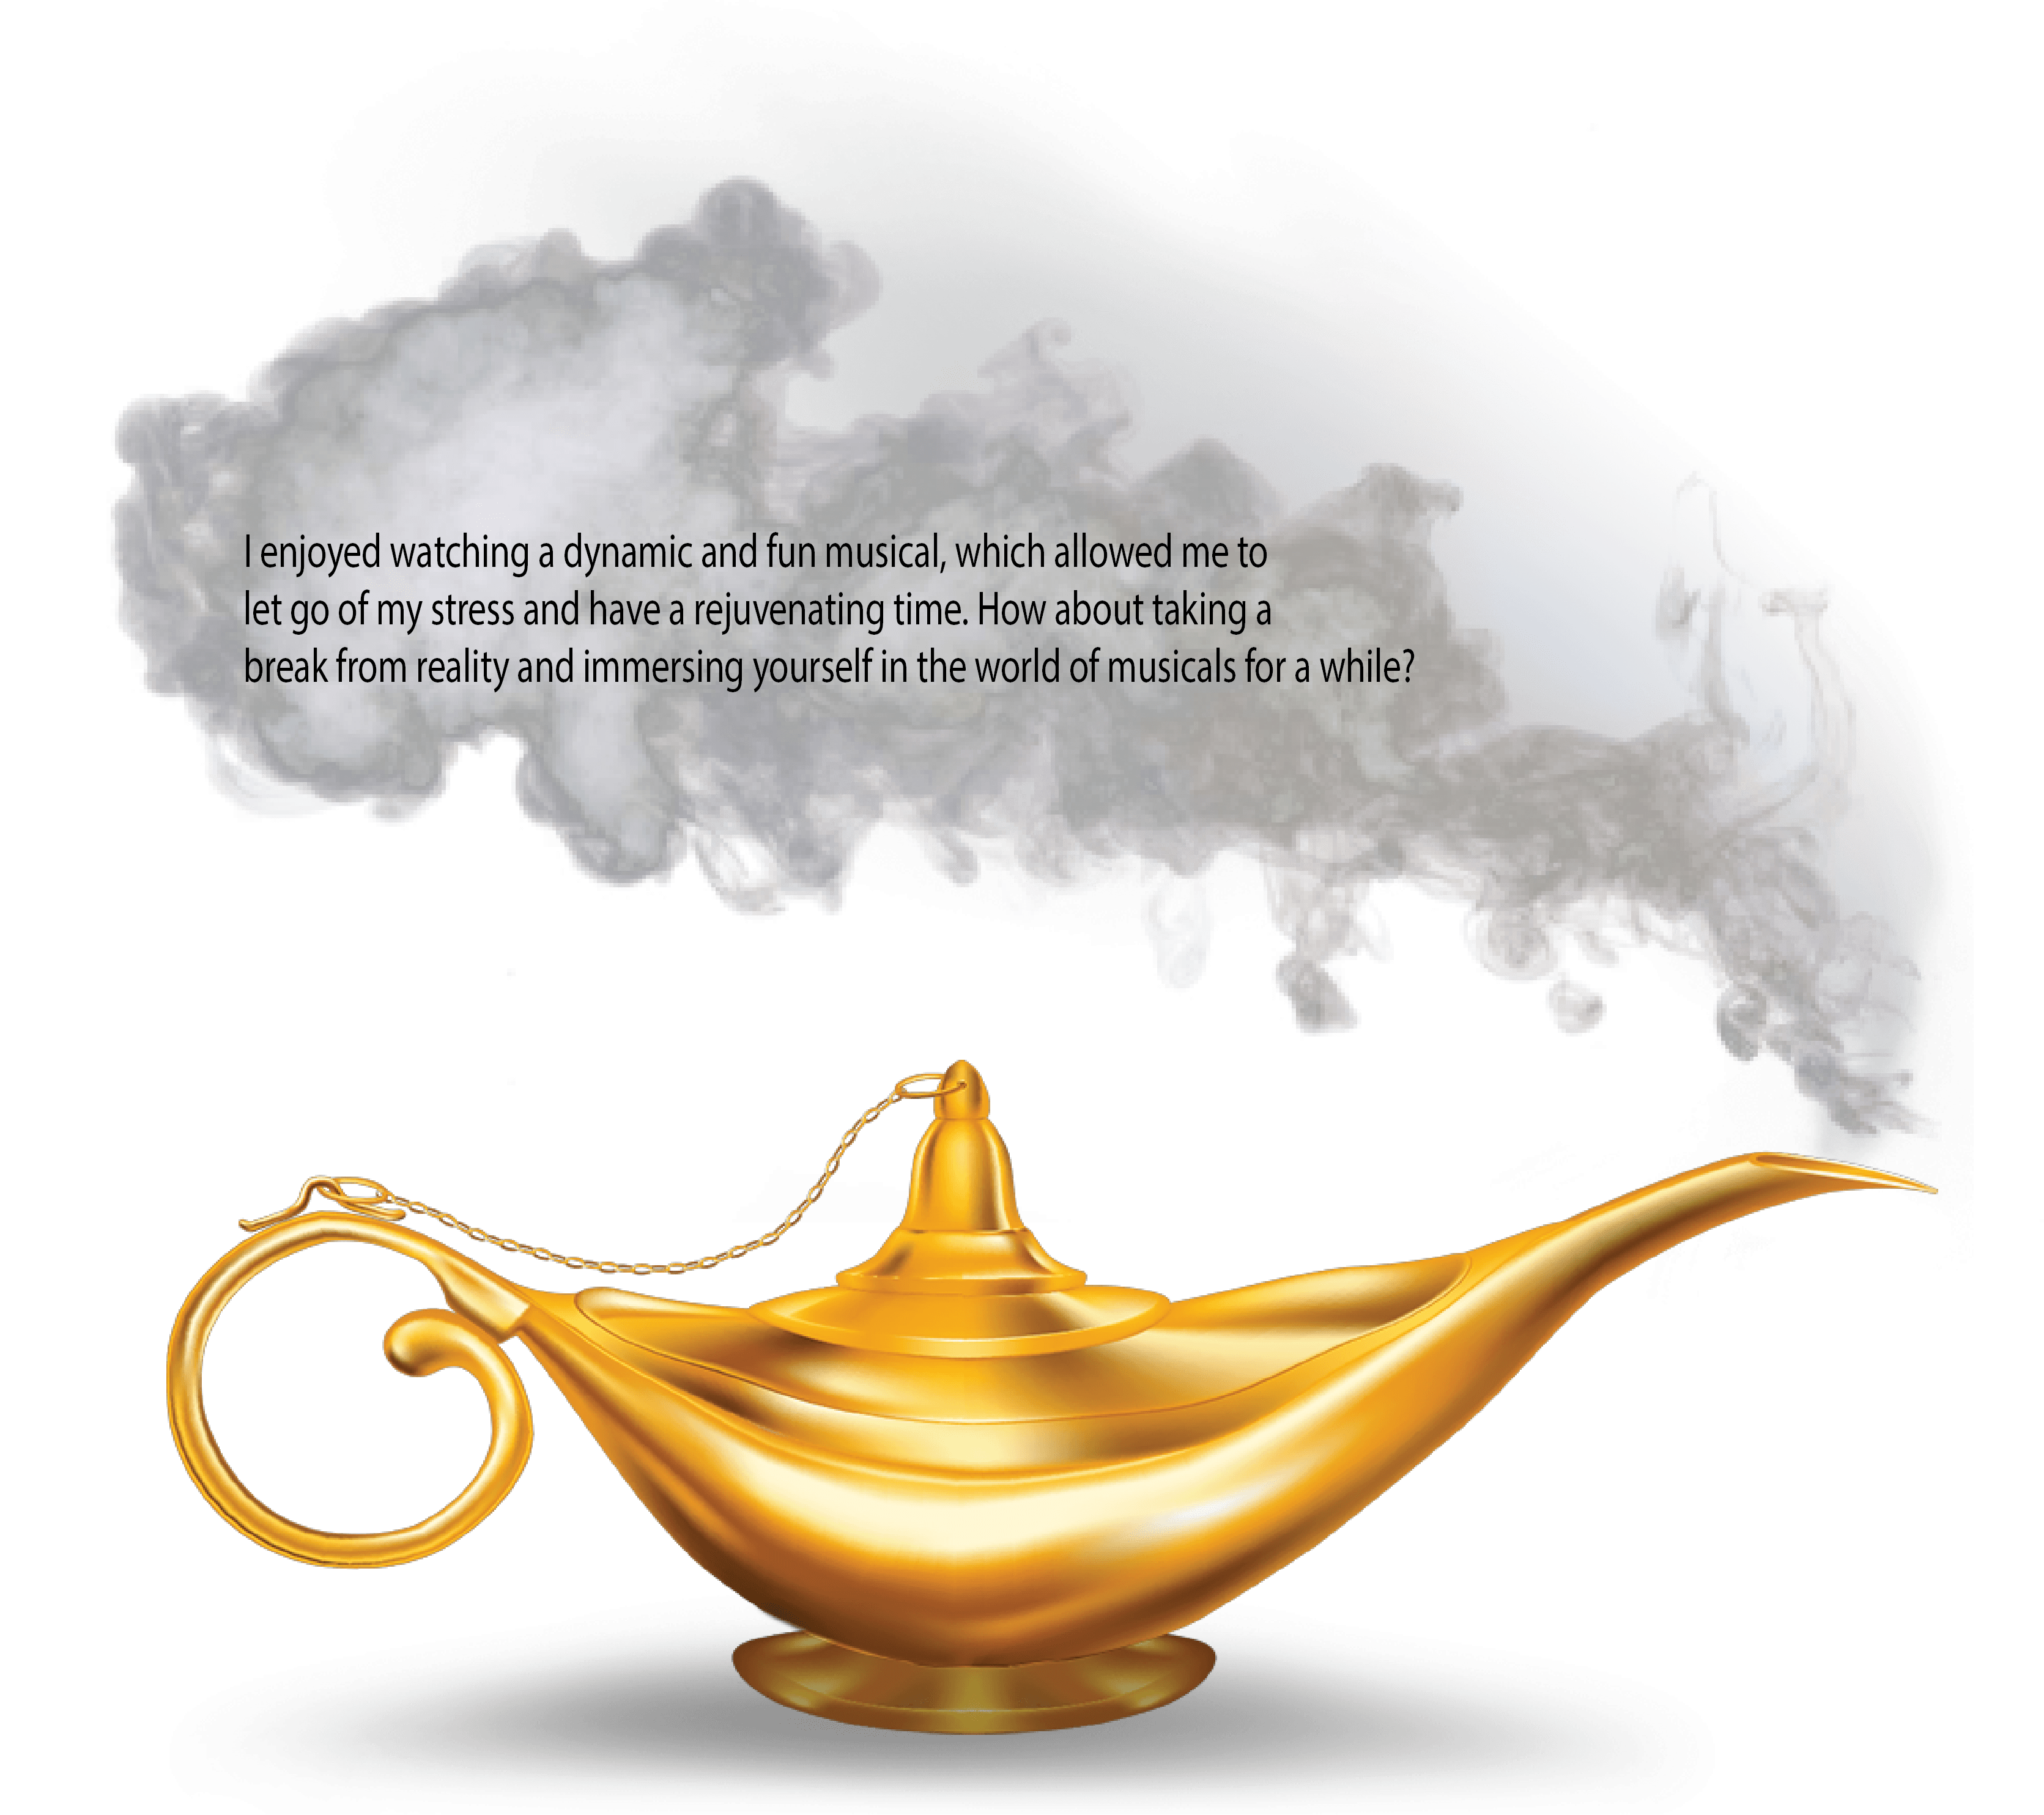 I enjoyed watching a dynamic and fun musical, which allowed me to
let go of my stress and have a rejuvenating time. How about taking a
break from reality and immersing yourself in the world of musicals for a while?